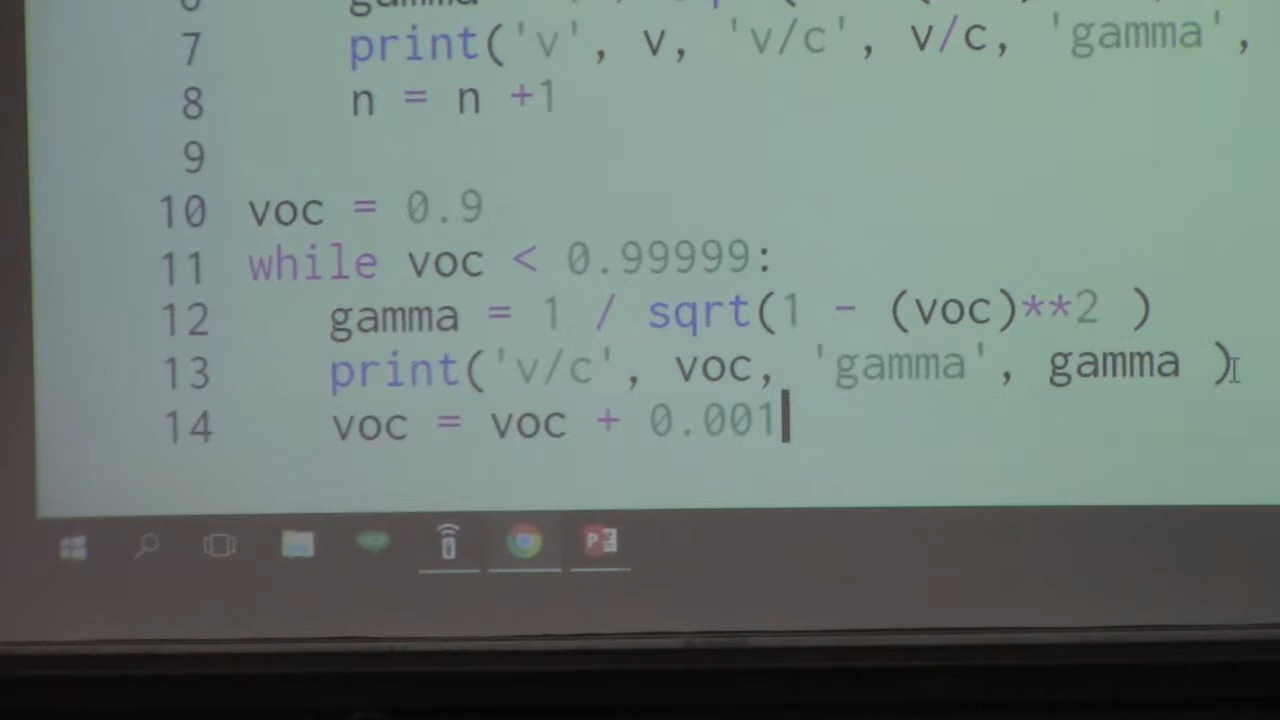 gamma
7 print('v', v, 'v/c', v/c, 'gamma',
8 n = n +1
9
10 voc = 0.9
11 while voc < 0.99999:
12 gamma = 1 / sqrt(1 - (voc)**2 )
13 print('v/c', voc, 'gamma', gamma )
14 voc = voc + 0.001